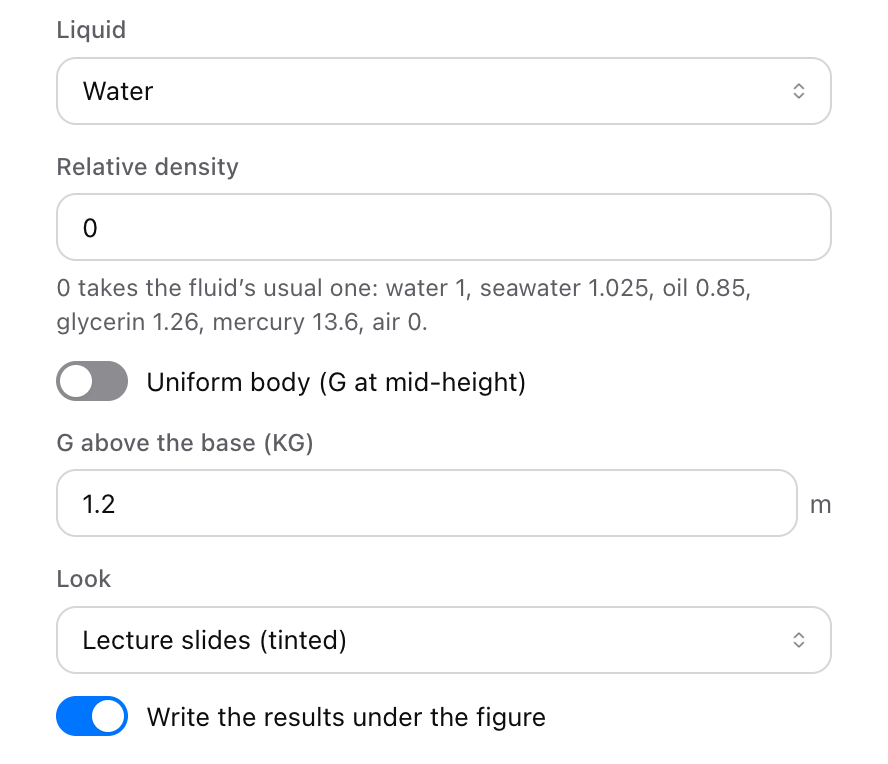 Liquid
Water
Relative density
0
0 takes the fluid’s usual one: water 1, seawater 1.025, oil 0.85,
glycerin 1.26, mercury 13.6, air 0.
Uniform body (G at mid-height)
G above the base (KG)
1.2 m
Look
Lecture slides (tinted)
Write the results under the figure